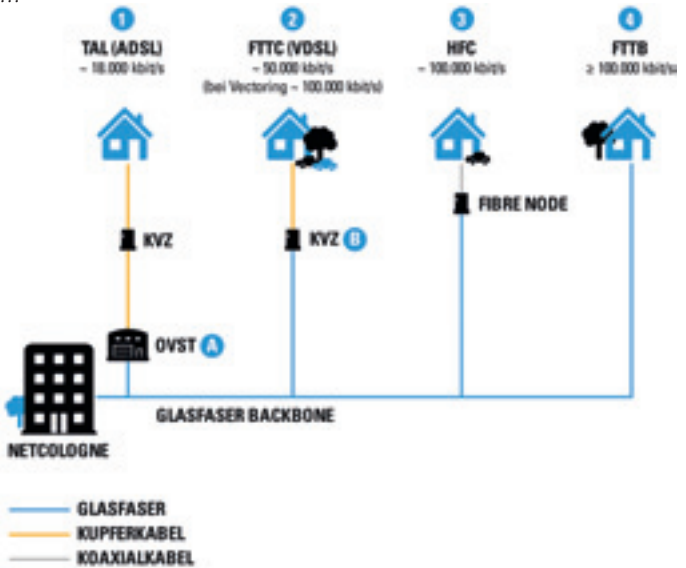 1
TAL (ADSL)
~ 18.000 kbit/s
2
FTTC (VDSL)
~ 50.000 kbit/s
(bei Vectoring ~ 100.000 kbit/s)
3
HFC
~ 100.000 kbit/s
4
FTTB
≥ 100.000 kbit/s
FIBRE NODE
KVZ
KVZ B
OVST A
GLASFASER BACKBONE
NETCOLOGNE
GLASFASER
KUPFERKABEL
KOAXIALKABEL